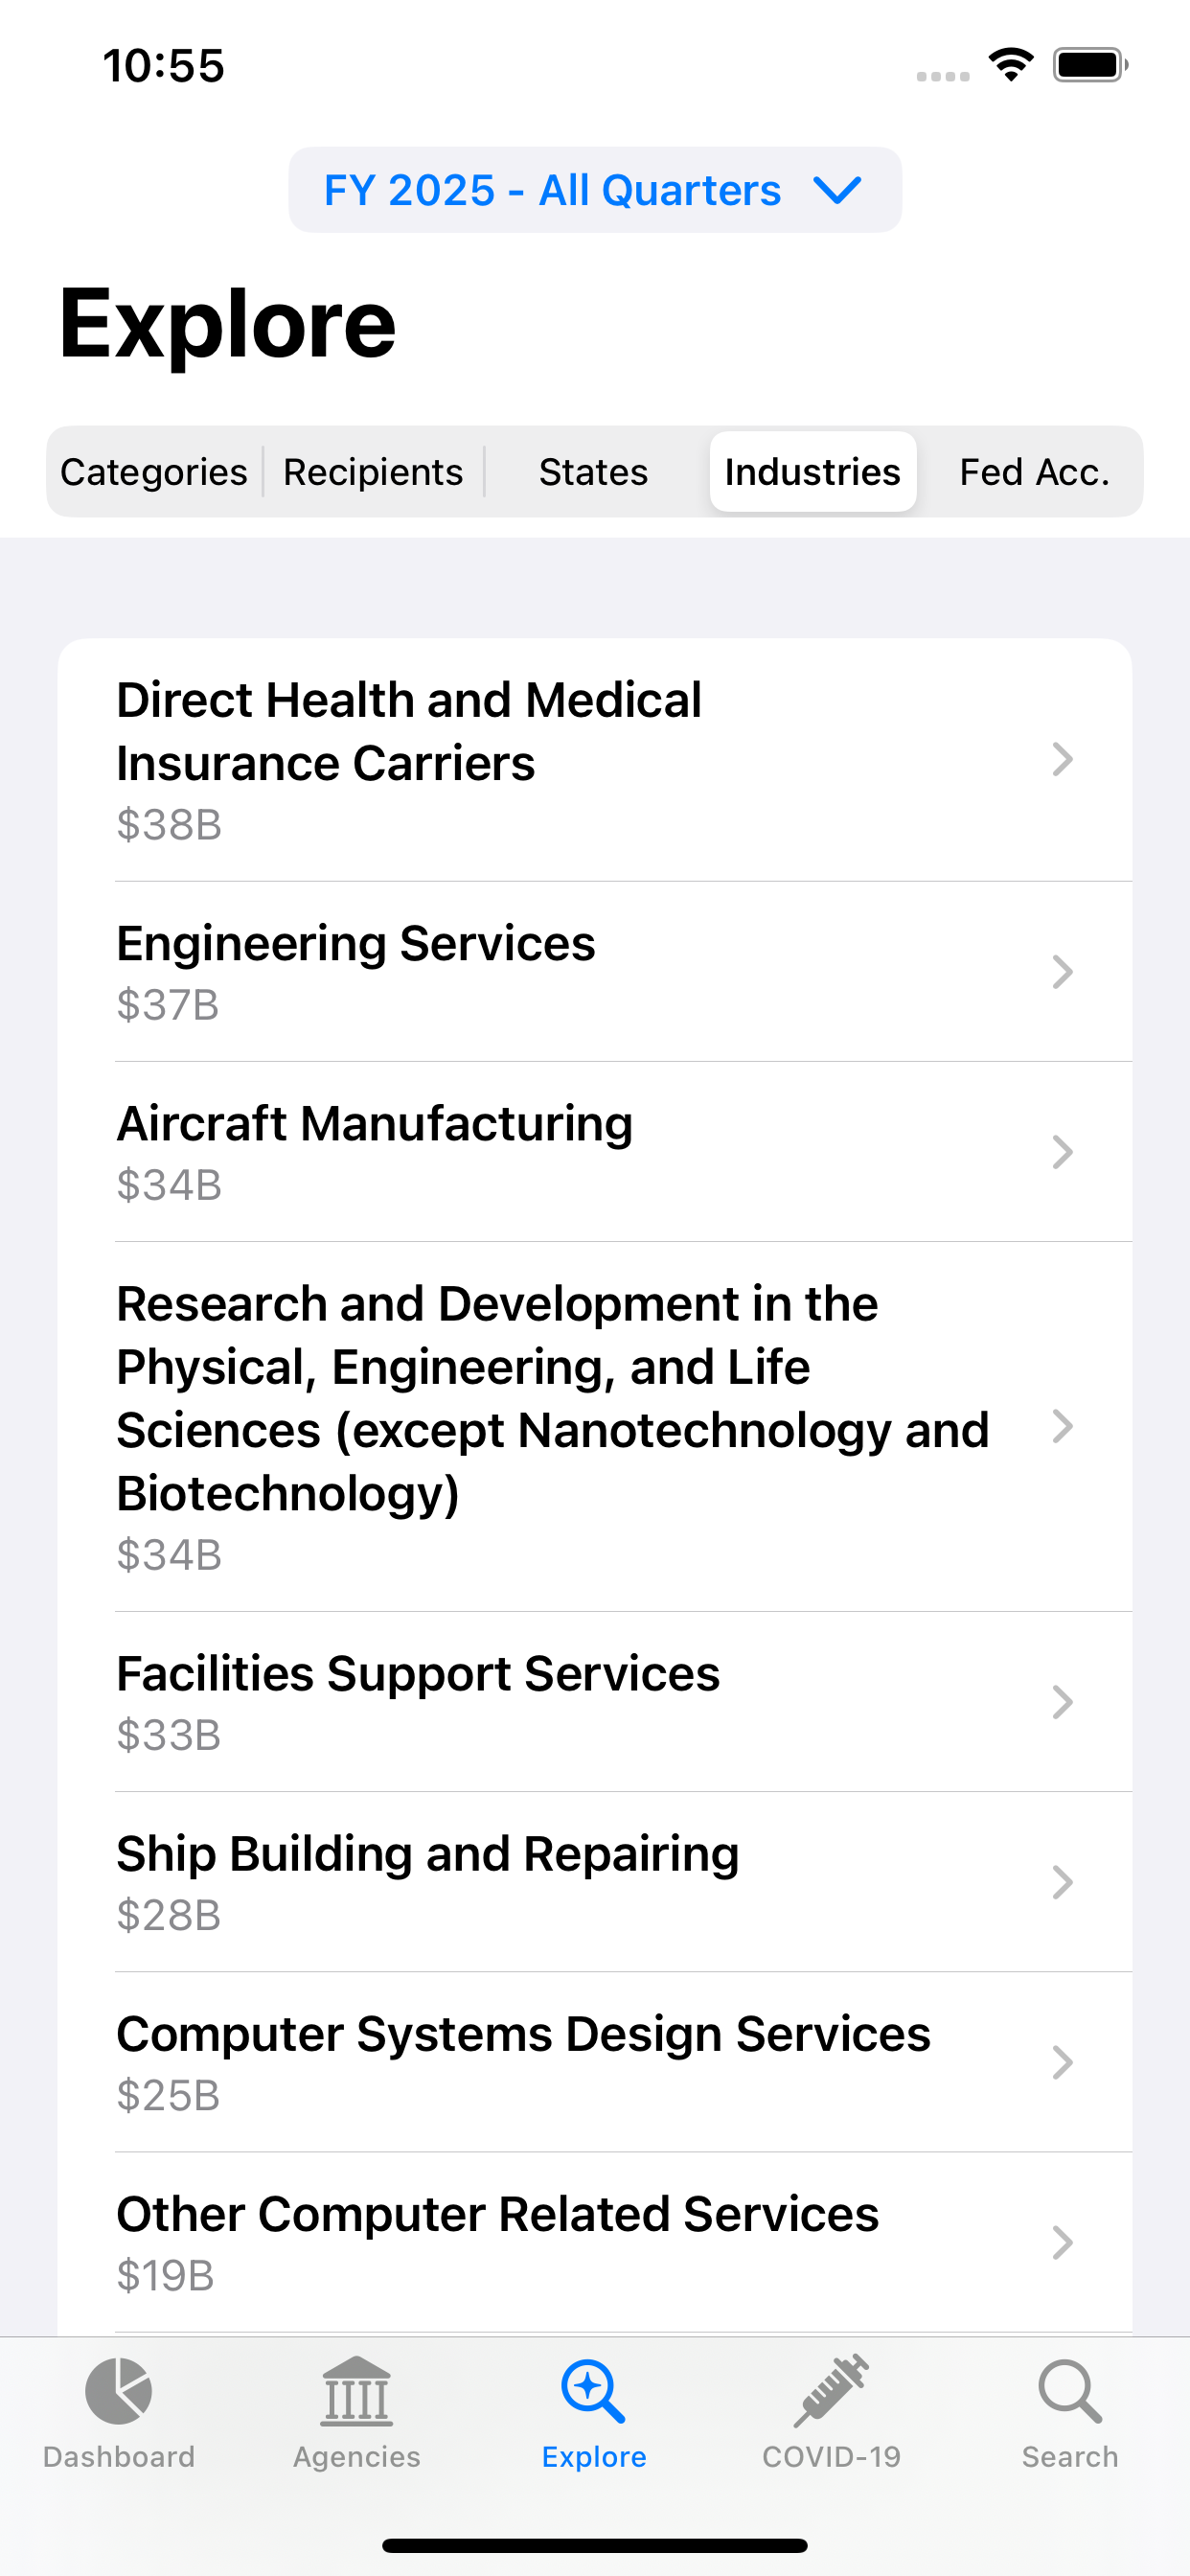 10:55
FY 2025 - All Quarters
Explore
Categories Recipients States Industries Fed Acc.
Direct Health and Medical
Insurance Carriers
$38B
Engineering Services
$37B
Aircraft Manufacturing
$34B
Research and Development in the
Physical, Engineering, and Life
Sciences (except Nanotechnology and
Biotechnology)
$34B
Facilities Support Services
$33B
Ship Building and Repairing
$28B
Computer Systems Design Services
$25B
Other Computer Related Services
$19B
Dashboard Agencies Explore COVID-19 Search